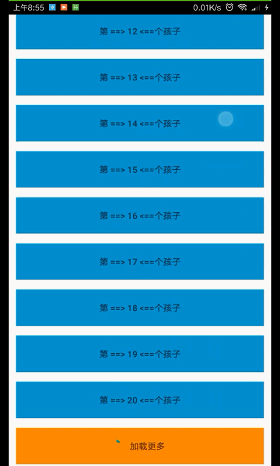 上午8:55 0.01K/s
第 ==> 12 <==个孩子
第 ==> 13 <==个孩子
第 ==> 14 <==个孩子
第 ==> 15 <==个孩子
第 ==> 16 <==个孩子
第 ==> 17 <==个孩子
第 ==> 18 <==个孩子
第 ==> 19 <==个孩子
第 ==> 20 <==个孩子
加载更多